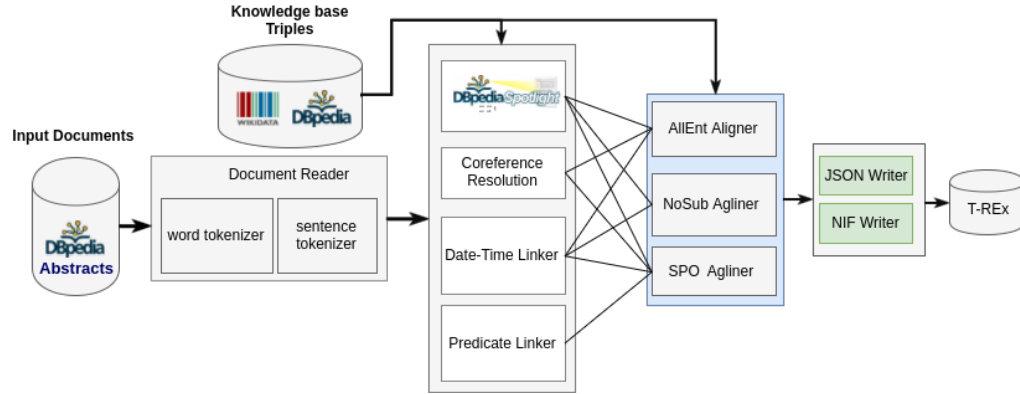 Knowledge base
Triples
WIKIDATA
DBpedia
Input Documents
DBpedia
Abstracts
Document Reader
word tokenizer
sentence
tokenizer
DBpedia Spotlight
Coreference
Resolution
Date-Time Linker
Predicate Linker
AllEnt Aligner
NoSub Agliner
SPO Agliner
JSON Writer
NIF Writer
T-REx